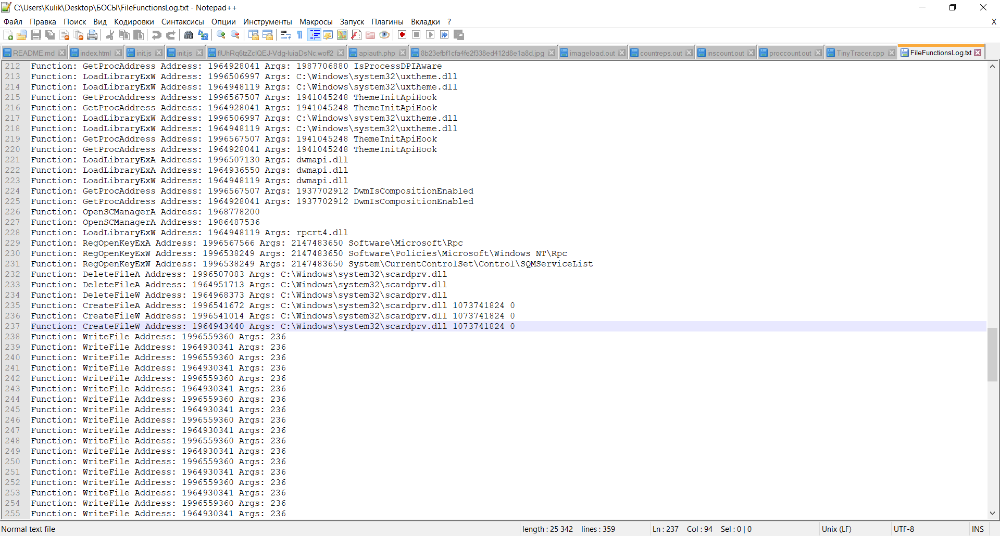 C:\Users\Kulik\Desktop\БОСЫ\FileFunctionsLog.txt - Notepad++
Файл Правка Поиск Вид Кодировки Синтаксисы Опции Инструменты Макросы Запуск Плагины Вкладки ? X
README.md index.html init.js init.js flUhRq6tzZclQEJ-Vdg-IuiaDsNc.woff2 apiauth.php 8b23efbf1cfa4fe2f338ed412d8e1a8d.jpg imageload.out countreps.out inscount.out proccount.out TinyTracer.cpp FileFunctionsLog.txt
212 Function: GetProcAddress Address: 1964928041 Args: 1987706880 IsProcessDPIAware
213 Function: LoadLibraryExW Address: 1996506997 Args: C:\Windows\system32\uxtheme.dll
214 Function: LoadLibraryExW Address: 1964948119 Args: C:\Windows\system32\uxtheme.dll
215 Function: GetProcAddress Address: 1996567507 Args: 1941045248 ThemeInitApiHook
216 Function: GetProcAddress Address: 1964928041 Args: 1941045248 ThemeInitApiHook
217 Function: LoadLibraryExW Address: 1996506997 Args: C:\Windows\system32\uxtheme.dll
218 Function: LoadLibraryExW Address: 1964948119 Args: C:\Windows\system32\uxtheme.dll
219 Function: GetProcAddress Address: 1996567507 Args: 1941045248 ThemeInitApiHook
220 Function: GetProcAddress Address: 1964928041 Args: 1941045248 ThemeInitApiHook
221 Function: LoadLibraryExA Address: 1996507130 Args: dwmapi.dll
222 Function: LoadLibraryExA Address: 1964936550 Args: dwmapi.dll
223 Function: LoadLibraryExW Address: 1964948119 Args: dwmapi.dll
224 Function: GetProcAddress Address: 1996567507 Args: 1937702912 DwmIsCompositionEnabled
225 Function: GetProcAddress Address: 1964928041 Args: 1937702912 DwmIsCompositionEnabled
226 Function: OpenSCManagerA Address: 1968778200
227 Function: OpenSCManagerA Address: 1986487536
228 Function: LoadLibraryExW Address: 1964948119 Args: rpcrt4.dll
229 Function: RegOpenKeyExA Address: 1996567566 Args: 2147483650 Software\Microsoft\Rpc
230 Function: RegOpenKeyExW Address: 1996538249 Args: 2147483650 Software\Policies\Microsoft\Windows NT\Rpc
231 Function: RegOpenKeyExW Address: 1996538249 Args: 2147483650 System\CurrentControlSet\Control\SQMServiceList
232 Function: DeleteFileA Address: 1996507083 Args: C:\Windows\system32\scardprv.dll
233 Function: DeleteFileA Address: 1964951713 Args: C:\Windows\system32\scardprv.dll
234 Function: DeleteFileW Address: 1964968373 Args: C:\Windows\system32\scardprv.dll
235 Function: CreateFileA Address: 1996541672 Args: C:\Windows\system32\scardprv.dll 1073741824 0
236 Function: CreateFileW Address: 1996541014 Args: C:\Windows\system32\scardprv.dll 1073741824 0
237 Function: CreateFileW Address: 1964943440 Args: C:\Windows\system32\scardprv.dll 1073741824 0
238 Function: WriteFile Address: 1996559360 Args: 236
239 Function: WriteFile Address: 1964930341 Args: 236
240 Function: WriteFile Address: 1996559360 Args: 236
241 Function: WriteFile Address: 1964930341 Args: 236
242 Function: WriteFile Address: 1996559360 Args: 236
243 Function: WriteFile Address: 1964930341 Args: 236
244 Function: WriteFile Address: 1996559360 Args: 236
245 Function: WriteFile Address: 1964930341 Args: 236
246 Function: WriteFile Address: 1996559360 Args: 236
247 Function: WriteFile Address: 1964930341 Args: 236
248 Function: WriteFile Address: 1996559360 Args: 236
249 Function: WriteFile Address: 1964930341 Args: 236
250 Function: WriteFile Address: 1996559360 Args: 236
251 Function: WriteFile Address: 1964930341 Args: 236
252 Function: WriteFile Address: 1996559360 Args: 236
253 Function: WriteFile Address: 1964930341 Args: 236
254 Function: WriteFile Address: 1996559360 Args: 236
255 Function: WriteFile Address: 1964930341 Args: 236
Normal text file length : 25 342 lines : 359 Ln : 237 Col : 94 Sel : 0 | 0 Unix (LF) UTF-8 INS